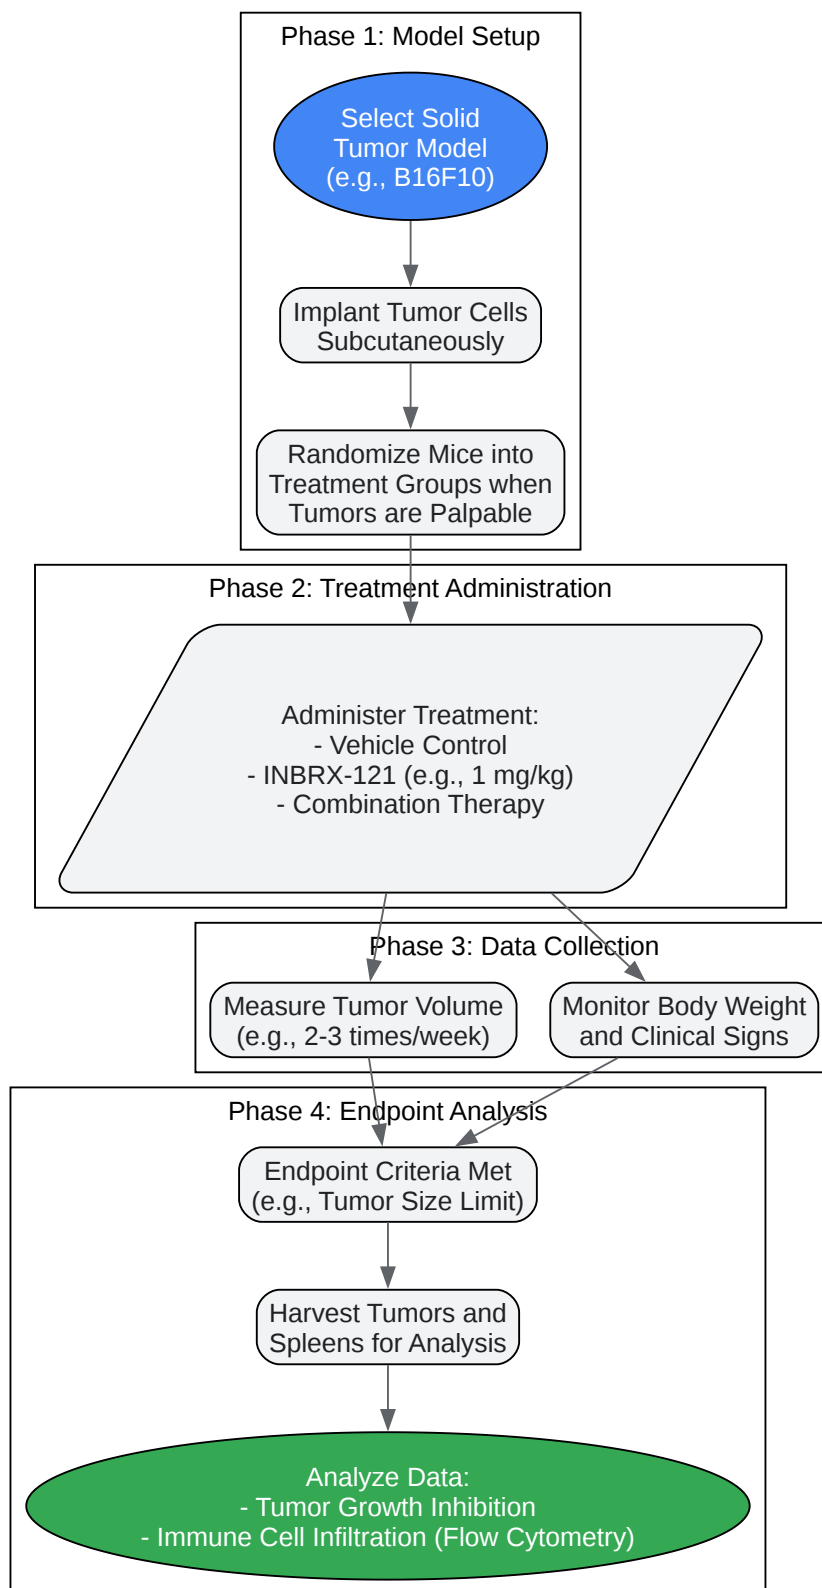 Phase 1: Model Setup
Select Solid
Tumor Model
(e.g., B16F10)
Implant Tumor Cells
Subcutaneously
Randomize Mice into
Treatment Groups when
Tumors are Palpable
Phase 2: Treatment Administration
Administer Treatment:
- Vehicle Control
- INBRX-121 (e.g., 1 mg/kg)
- Combination Therapy
Phase 3: Data Collection
Measure Tumor Volume
(e.g., 2-3 times/week)
Monitor Body Weight
and Clinical Signs
Phase 4: Endpoint Analysis
Endpoint Criteria Met
(e.g., Tumor Size Limit)
Harvest Tumors and
Spleens for Analysis
Analyze Data:
- Tumor Growth Inhibition
- Immune Cell Infiltration (Flow Cytometry)